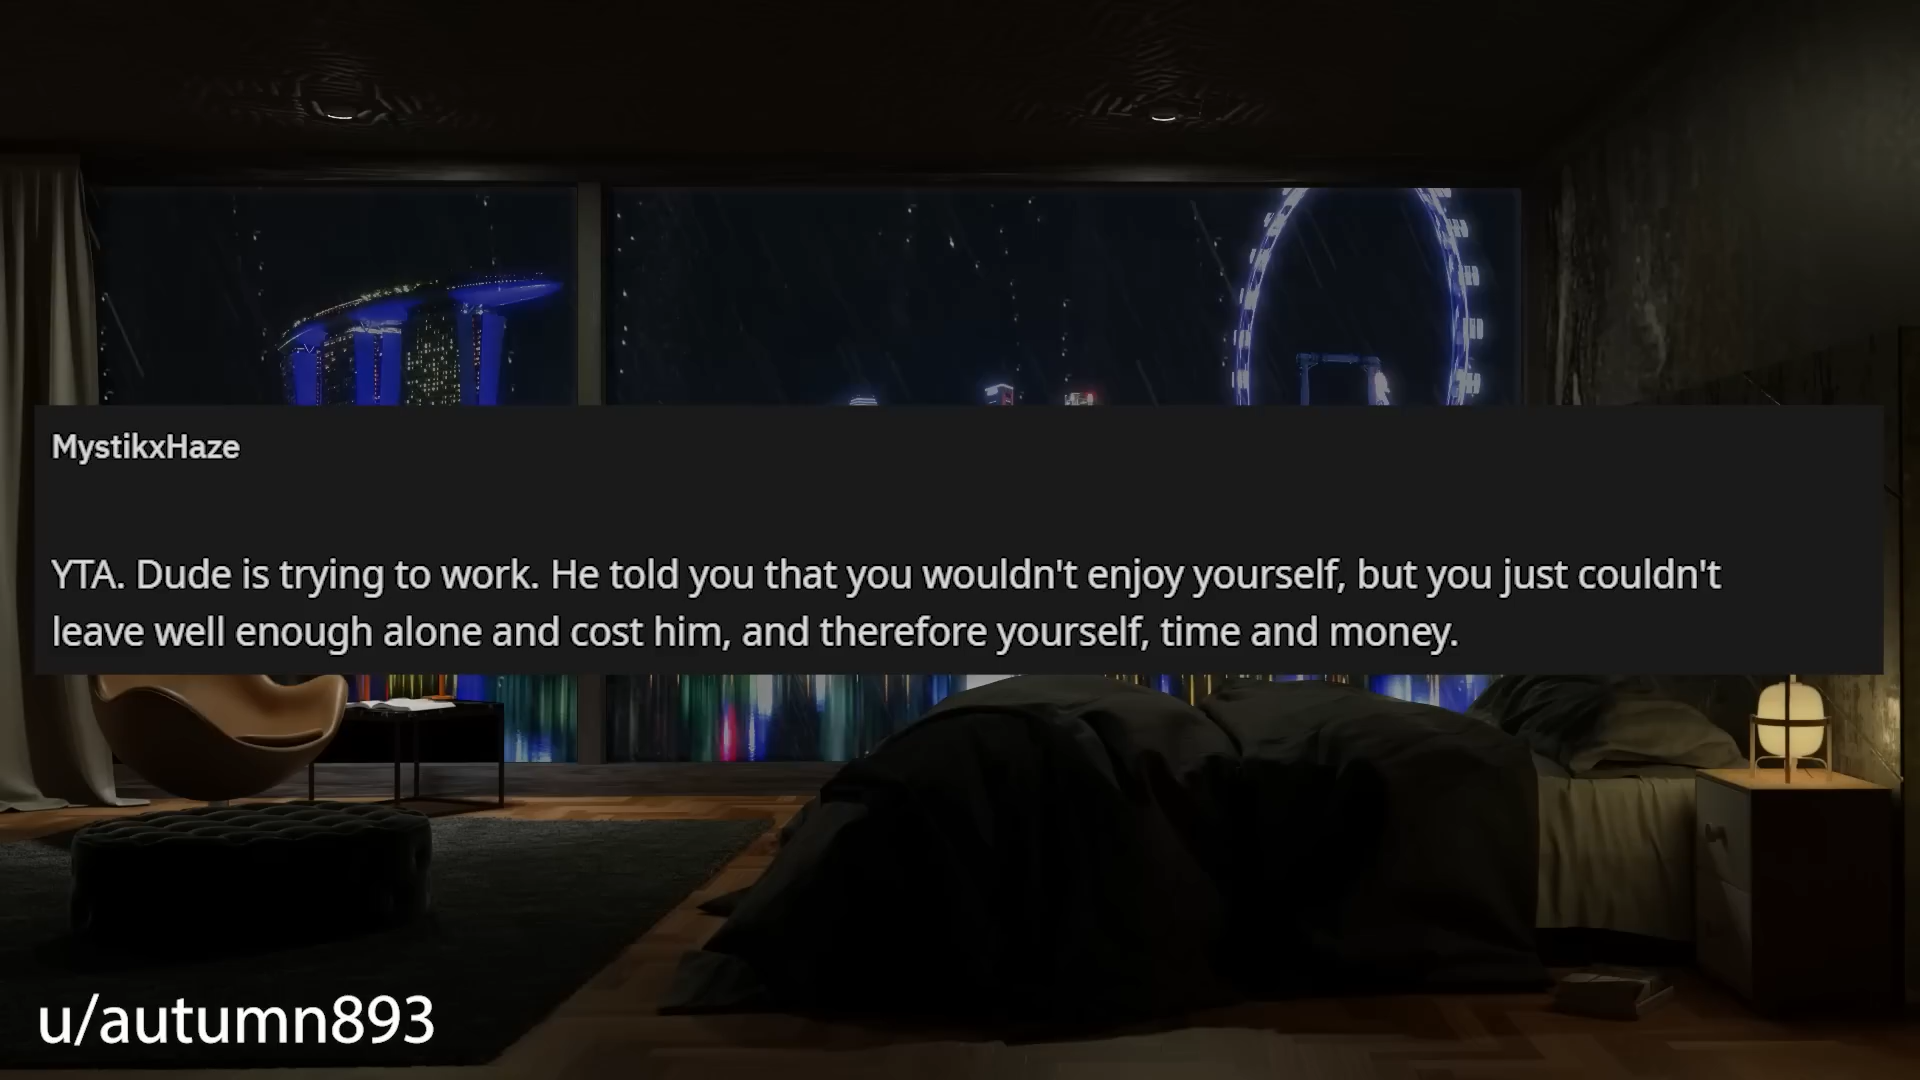 MystikxHaze
YTA. Dude is trying to work. He told you that you wouldn't enjoy yourself, but you just couldn't
leave well enough alone and cost him, and therefore yourself, time and money.
u/autumn893